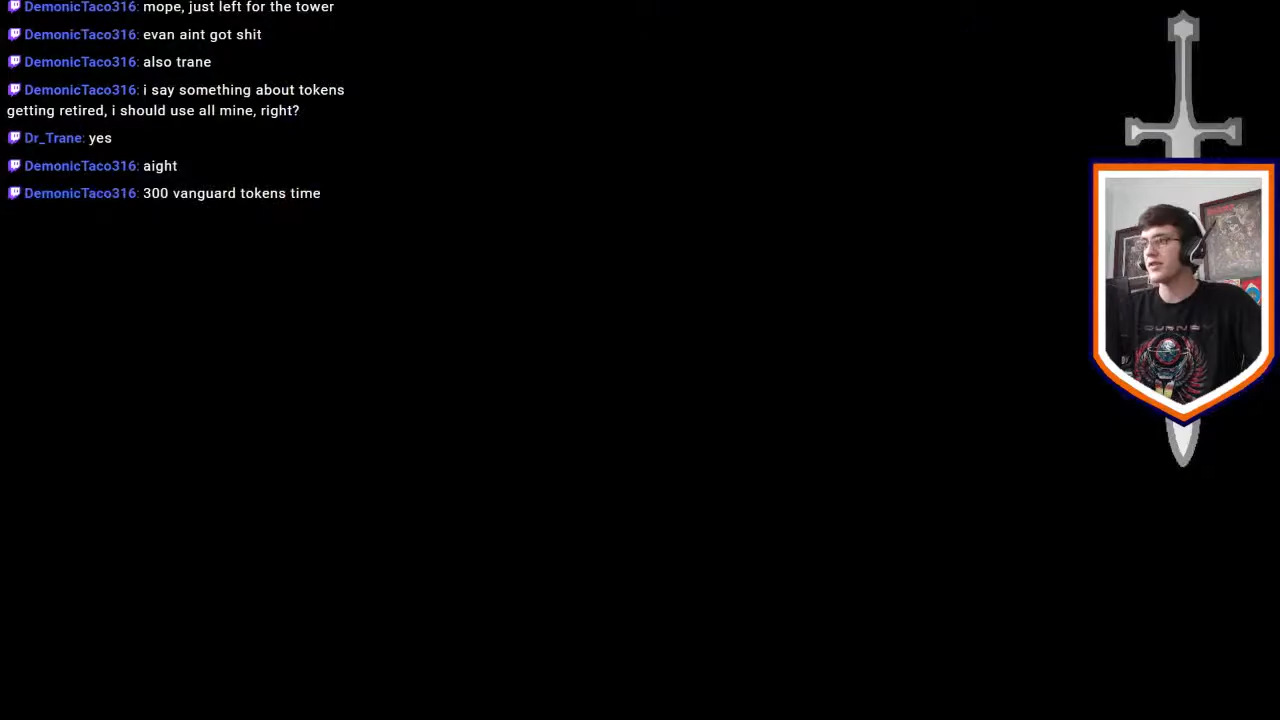 DemonicTaco316: mope, just left for the tower
DemonicTaco316: evan aint got shit
DemonicTaco316: also trane
DemonicTaco316: i say something about tokens
getting retired, i should use all mine, right?
Dr_Trane: yes
DemonicTaco316: aight
DemonicTaco316: 300 vanguard tokens time